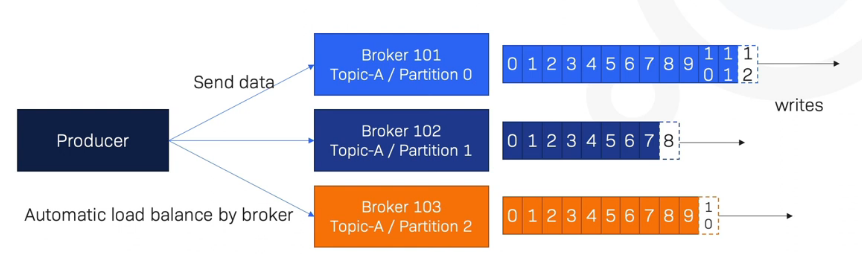 Broker 101
Topic-A / Partition 0
0 1 2 3 4 5 6 7 8 9 10 11 12
Send data
writes
Producer
Broker 102
Topic-A / Partition 1
0 1 2 3 4 5 6 7 8
Automatic load balance by broker
Broker 103
Topic-A / Partition 2
0 1 2 3 4 5 6 7 8 9 10